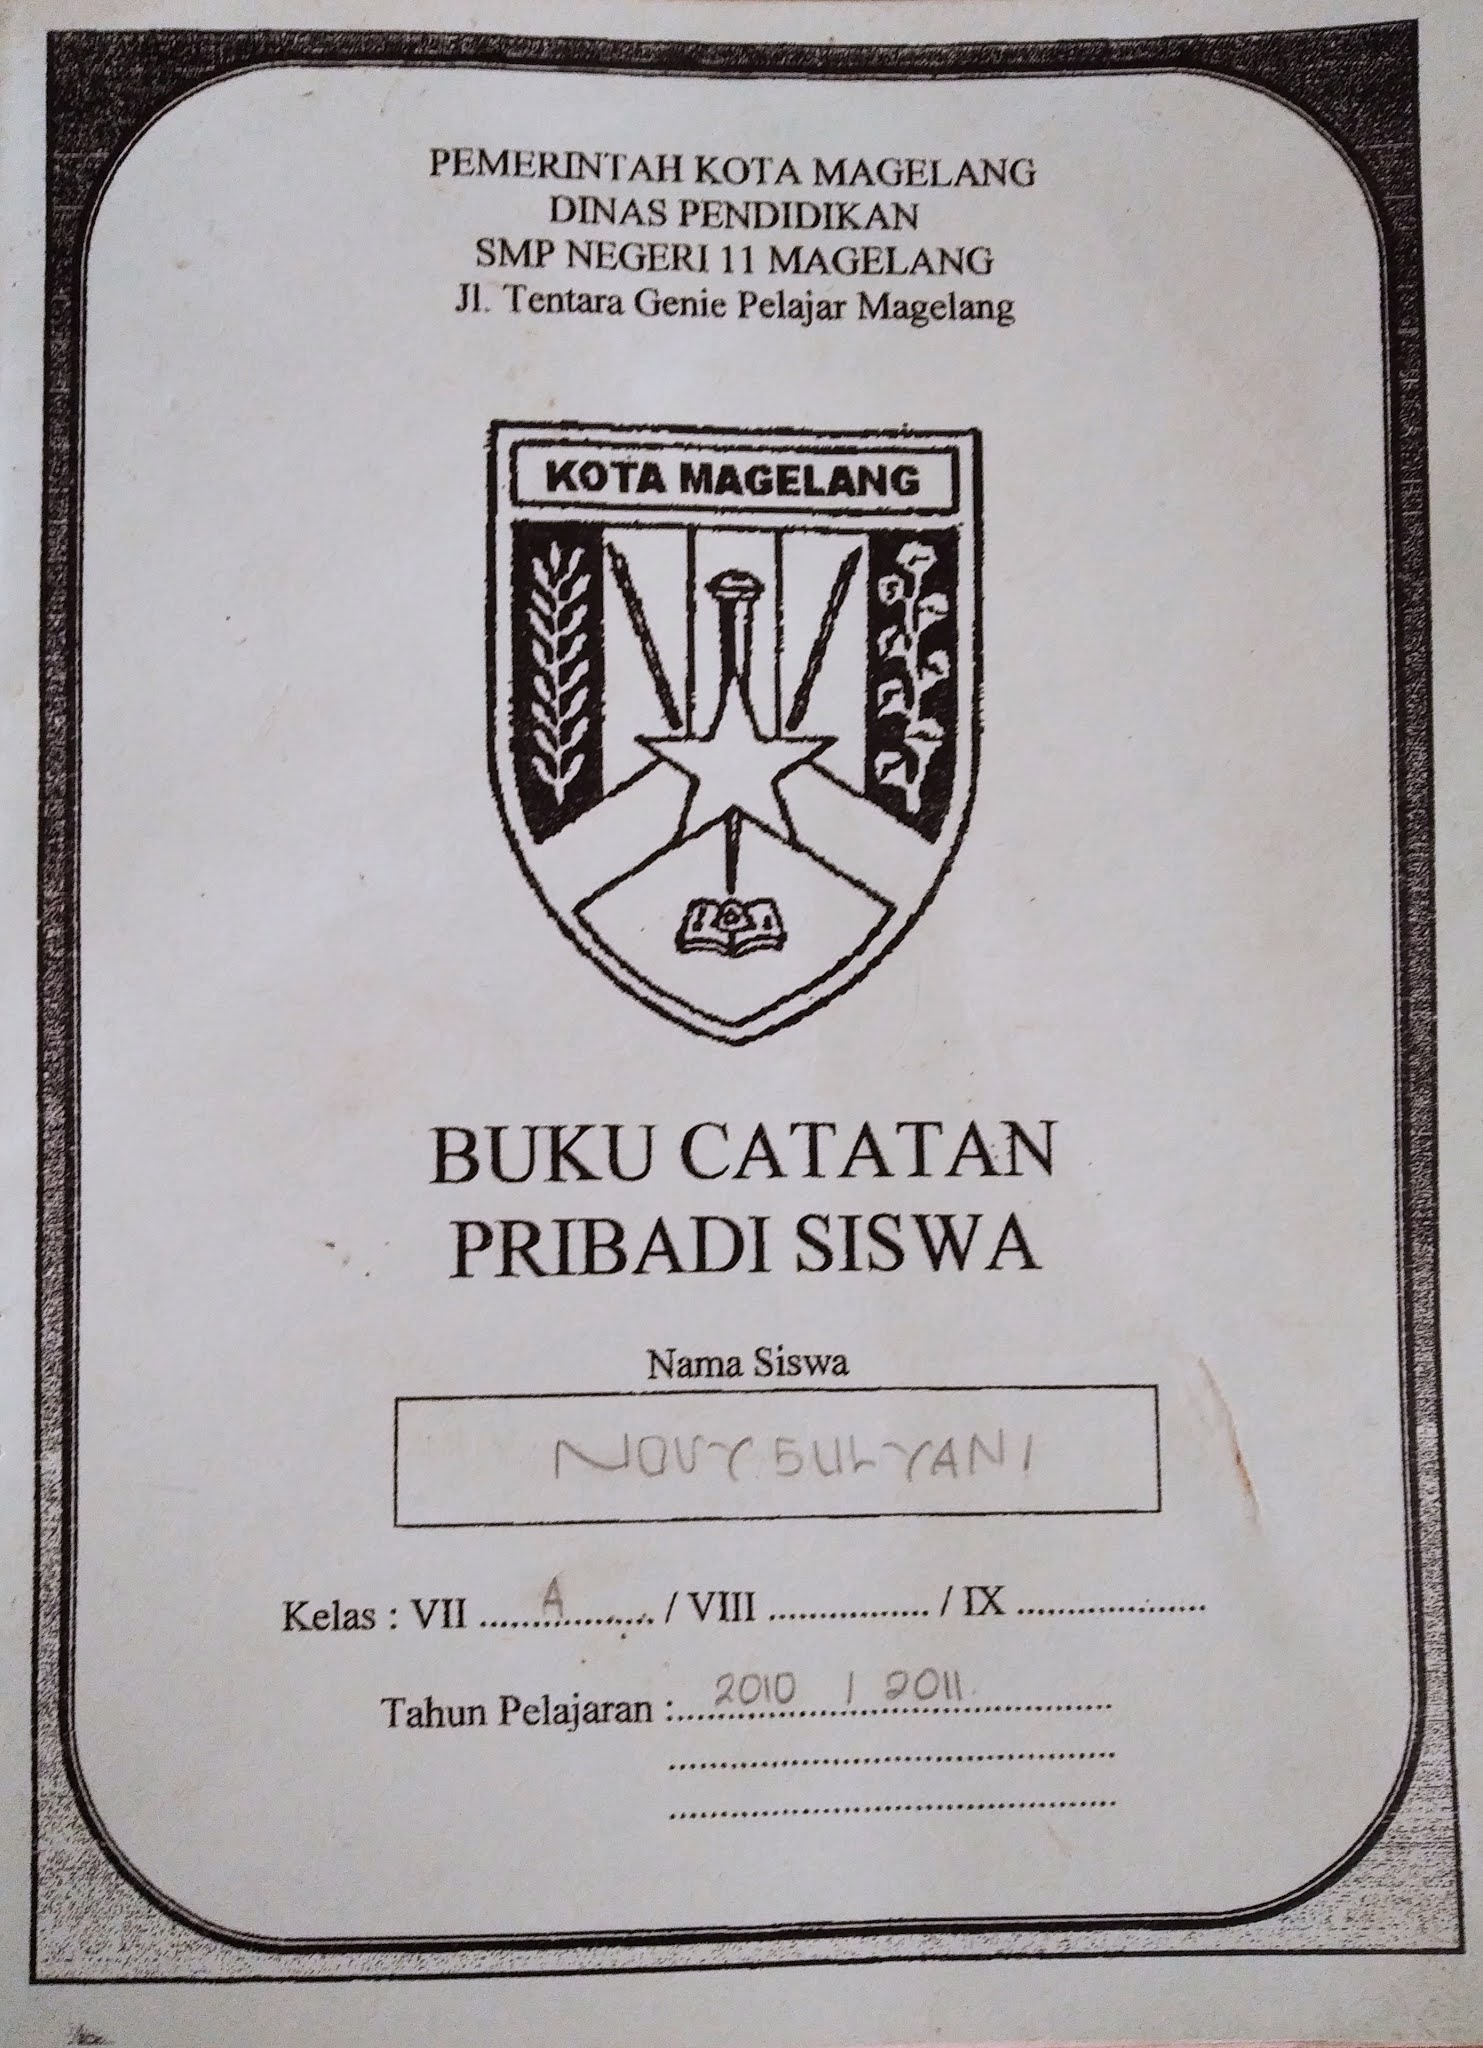 PEMERINTAH KOTA MAGELANG
DINAS PENDIDIKAN
SMP NEGERI 11 MAGELANG
Jl. Tentara Genie Pelajar Magelang
KOTA MAGELANG
BUKU CATATAN
PRIBADI SISWA
Nama Siswa
NOVY SULYANI
Kelas : VII ......A............ / VIII ................ / IX ...................
Tahun Pelajaran :....2010 / 2011....................
.............................................
.............................................